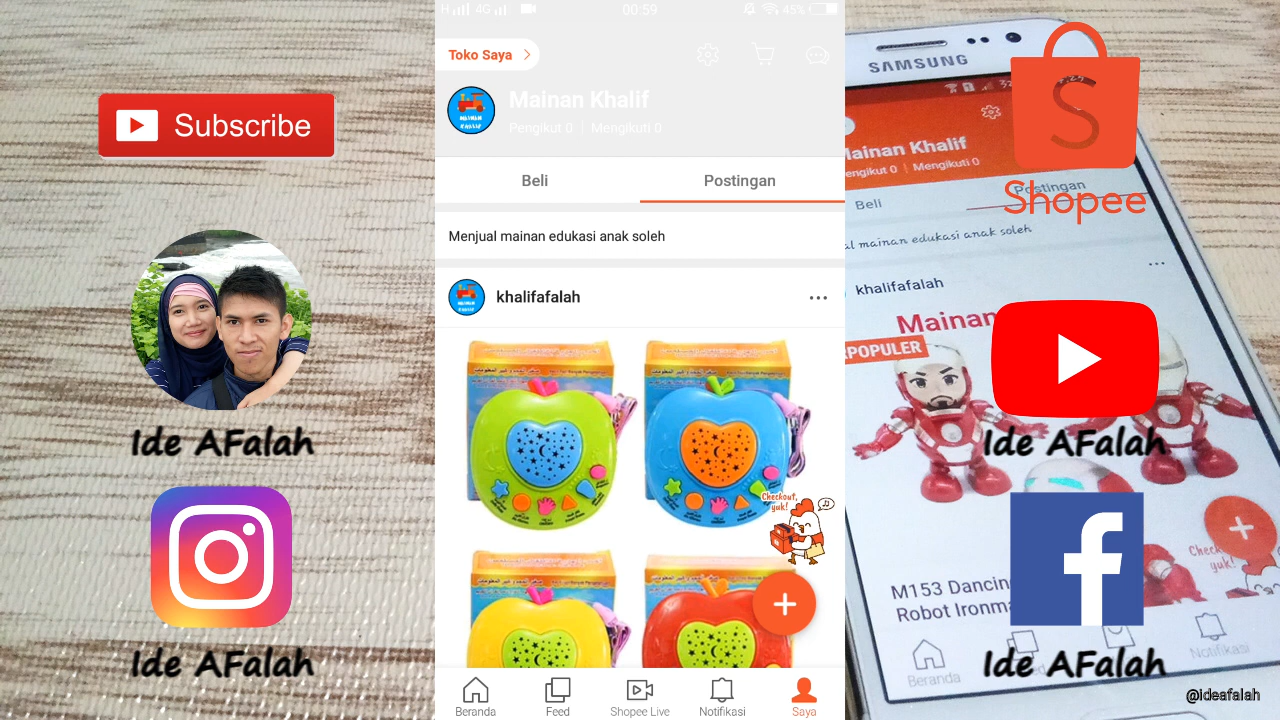 Subscribe
Ide AFalah
Ide AFalah
H 4G 00:59 45%
Toko Saya
Mainan Khalif
Pengikut 0 | Mengikuti 0
Beli Postingan
Menjual mainan edukasi anak soleh
khalifafalah
Checkout, yuk!
Beranda Feed Shopee Live Notifikasi Saya
SAMSUNG
Mainan Khalif
Pengikut 0 | Mengikuti 0
Beli Postingan
Shopee
mainan edukasi anak soleh
khalifafalah
Mainan
POPULER
Ide AFalah
yuk!
M153 Dancing
Robot Ironma
Beranda Notifikasi
Ide AFalah
@ideafalah